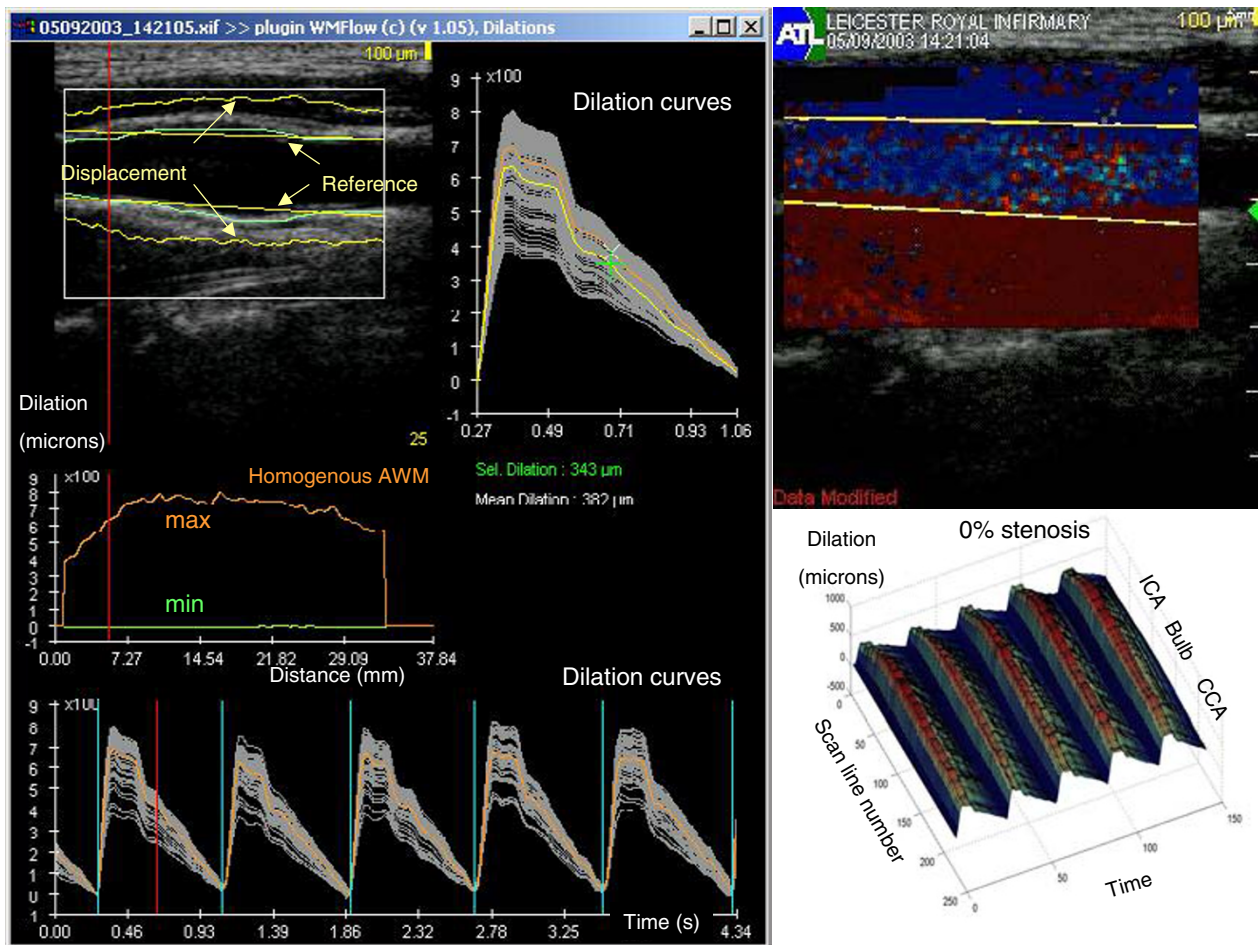 05092003_142105.xif >> plugin WMFlow (c) (v 1.05), Dilations
100 µm
Displacement
Reference
25
x100
Dilation curves
9
8
7
6
5
4
3
2
1
0
-1
0.27 0.49 0.71 0.93 1.06
Sel. Dilation : 343 µm
Mean Dilation : 382 µm
Dilation
(microns)
x100
Homogenous AWM
max
min
9
8
7
6
5
4
3
2
1
0
-1
0.00 7.27 14.54 21.82 29.09 37.84
Distance (mm)
Dilation curves
x100
9
8
7
6
5
4
3
2
1
0
1
Time (s)
0.00 0.46 0.93 1.39 1.86 2.32 2.78 3.25 4.34
ATL
LEICESTER ROYAL INFIRMARY
05/09/2003 14:21:04
100 µm
Data Modified
Dilation
(microns)
0% stenosis
1000
500
0
-500
ICA Bulb CCA
0
50
100
150
200
250
Scan line number
0
50
100
150
Time